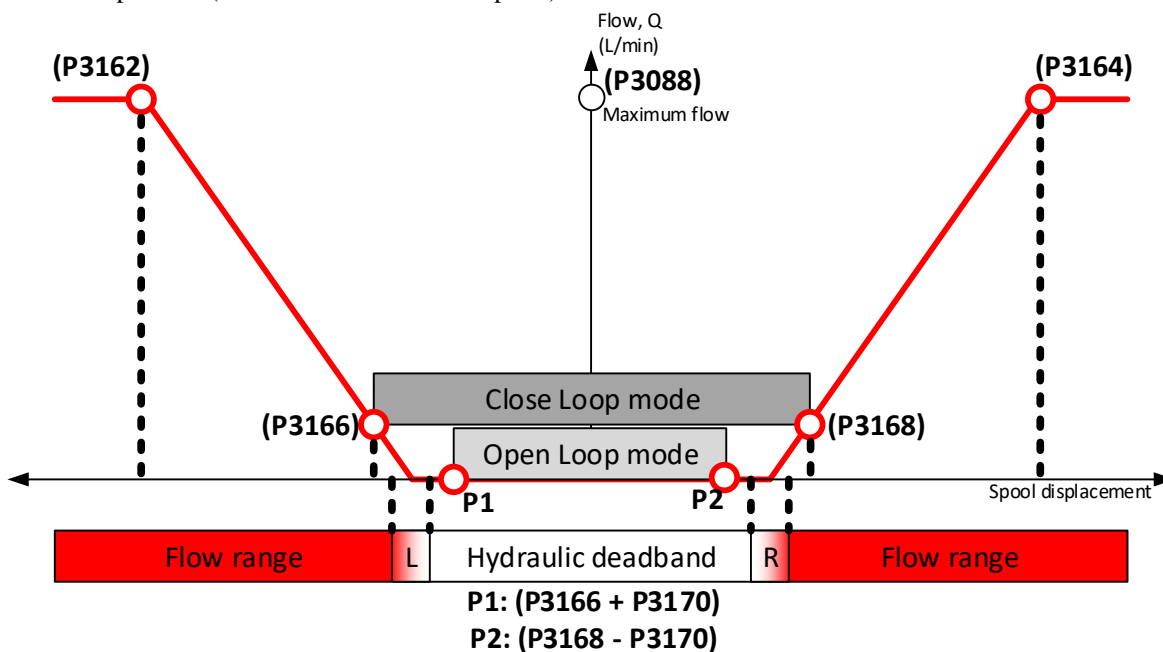 Flow, Q
(L/min)
(P3162)
(P3088)
Maximum flow
(P3164)
Close Loop mode
(P3166)
(P3168)
Open Loop mode
P1
P2
Spool displacement
Flow range
L
Hydraulic deadband
R
Flow range
P1: (P3166 + P3170)
P2: (P3168 - P3170)